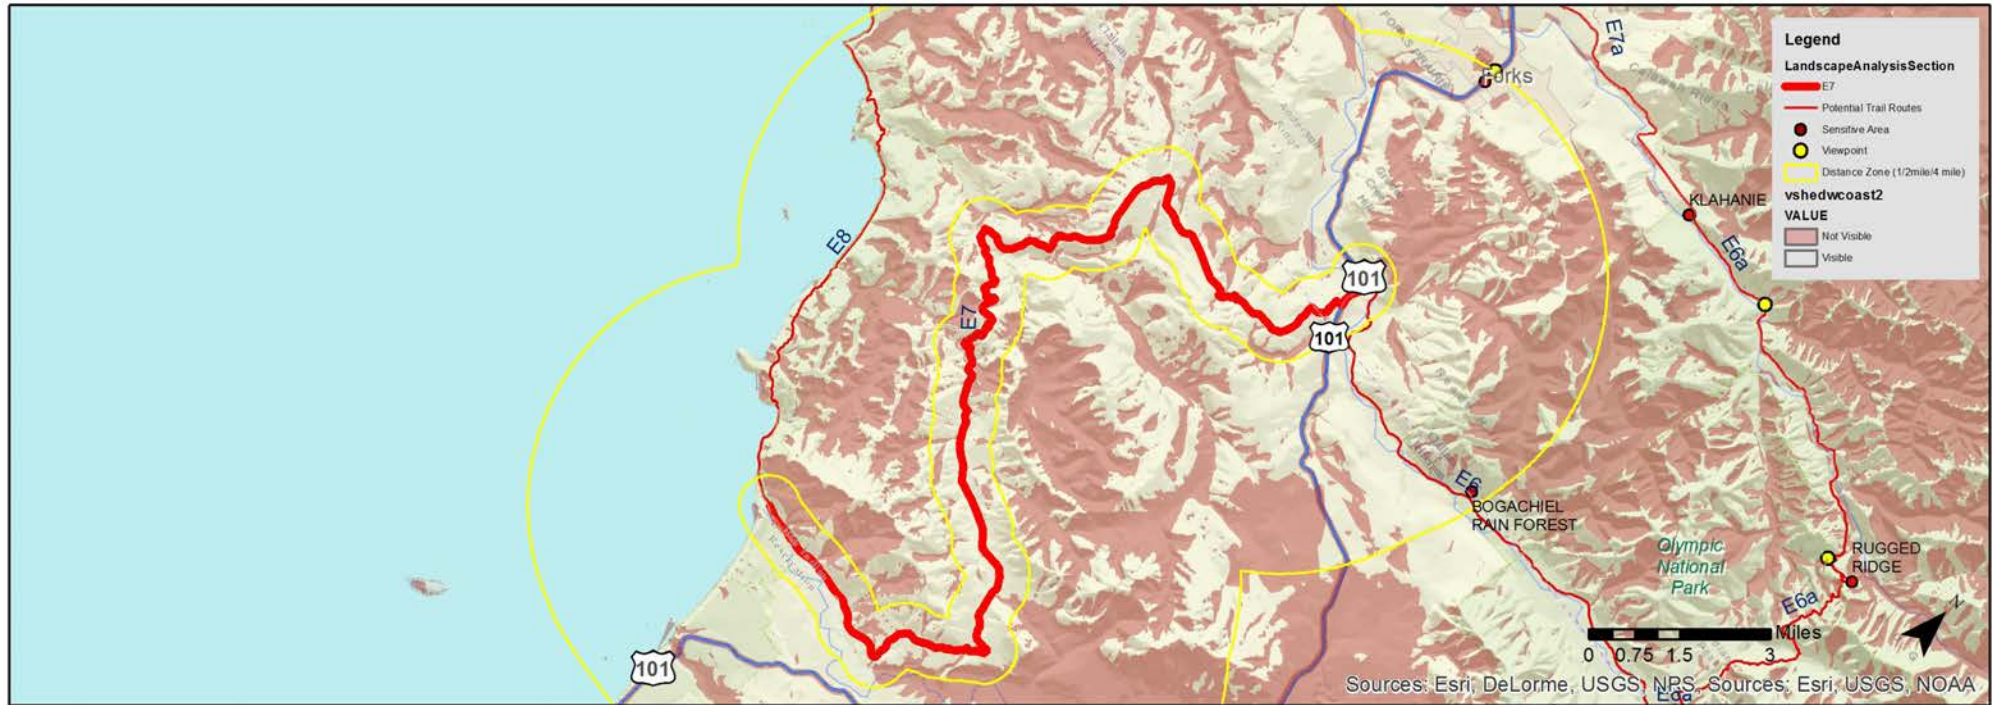 Legend
LandscapeAnalysisSection
E7
Potential Trail Routes
Sensitive Area
Viewpoint
Distance Zone (1/2mile/4 mile)
vshedwcoast2
VALUE
Not Visible
Visible
E7a
Forks
KLAHANIE
E6a
E8
E7
101
101
E6
BOGACHIEL
RAIN FOREST
Olympic
National
Park
RUGGED
RIDGE
E6a
N
Miles
0 0.75 1.5 3
101
Sources: Esri, DeLorme, USGS, NPS, Sources: Esri, USGS, NOAA